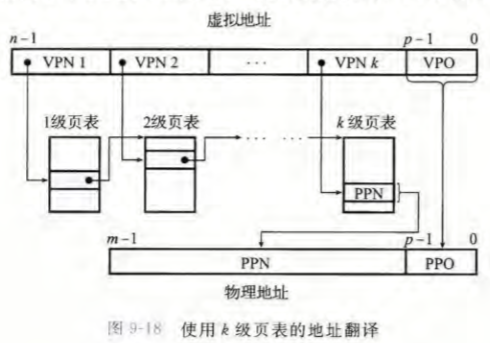 虚拟地址
n-1 p-1 0
VPN 1 VPN 2 ... VPN k VPO
1级页表 2级页表 ... ... k 级页表
PPN
m-1 p-1 0
PPN PPO
物理地址
图 9-18 使用 k 级页表的地址翻译